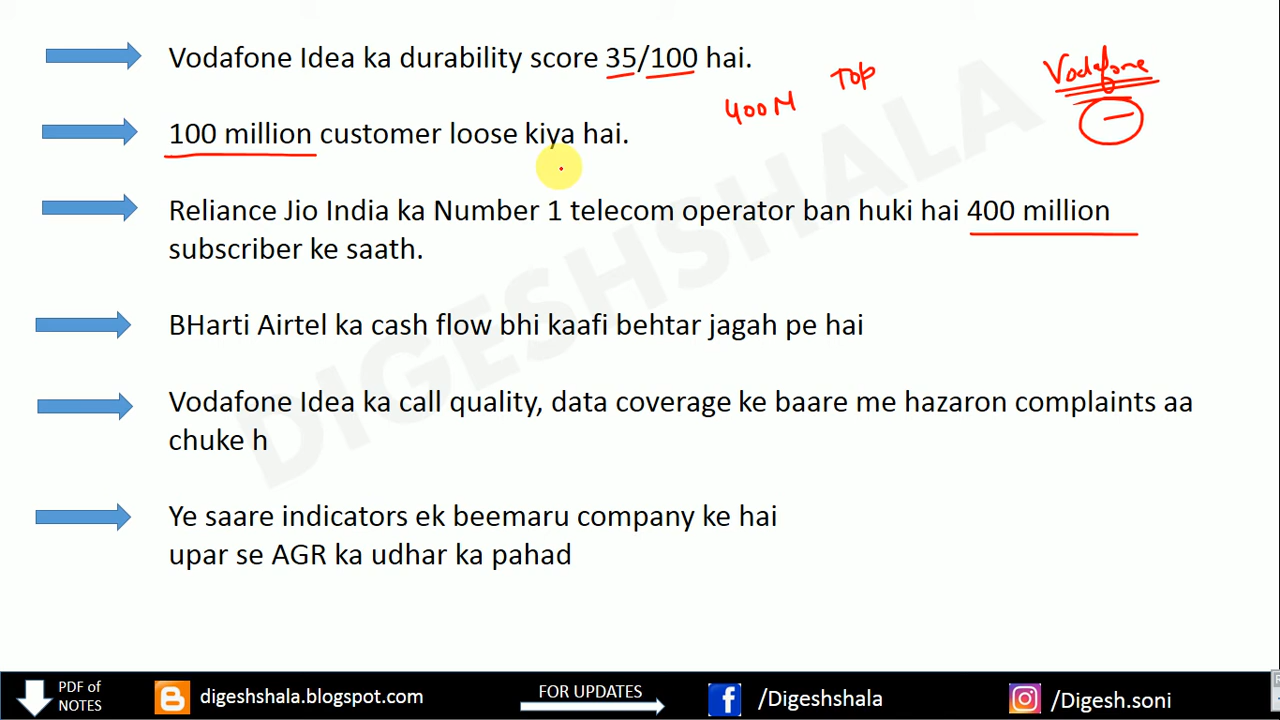 Vodafone Idea ka durability score 35/100 hai.
400M
TOP
Vodafone
100 million customer loose kiya hai.
Reliance Jio India ka Number 1 telecom operator ban huki hai 400 million
subscriber ke saath.
BHarti Airtel ka cash flow bhi kaafi behtar jagah pe hai
Vodafone Idea ka call quality, data coverage ke baare me hazaron complaints aa
chuke h
Ye saare indicators ek beemaru company ke hai
upar se AGR ka udhar ka pahad
DIGESHSHALA
PDF of
NOTES
digeshshala.blogspot.com
FOR UPDATES
/Digeshshala
/Digesh.soni